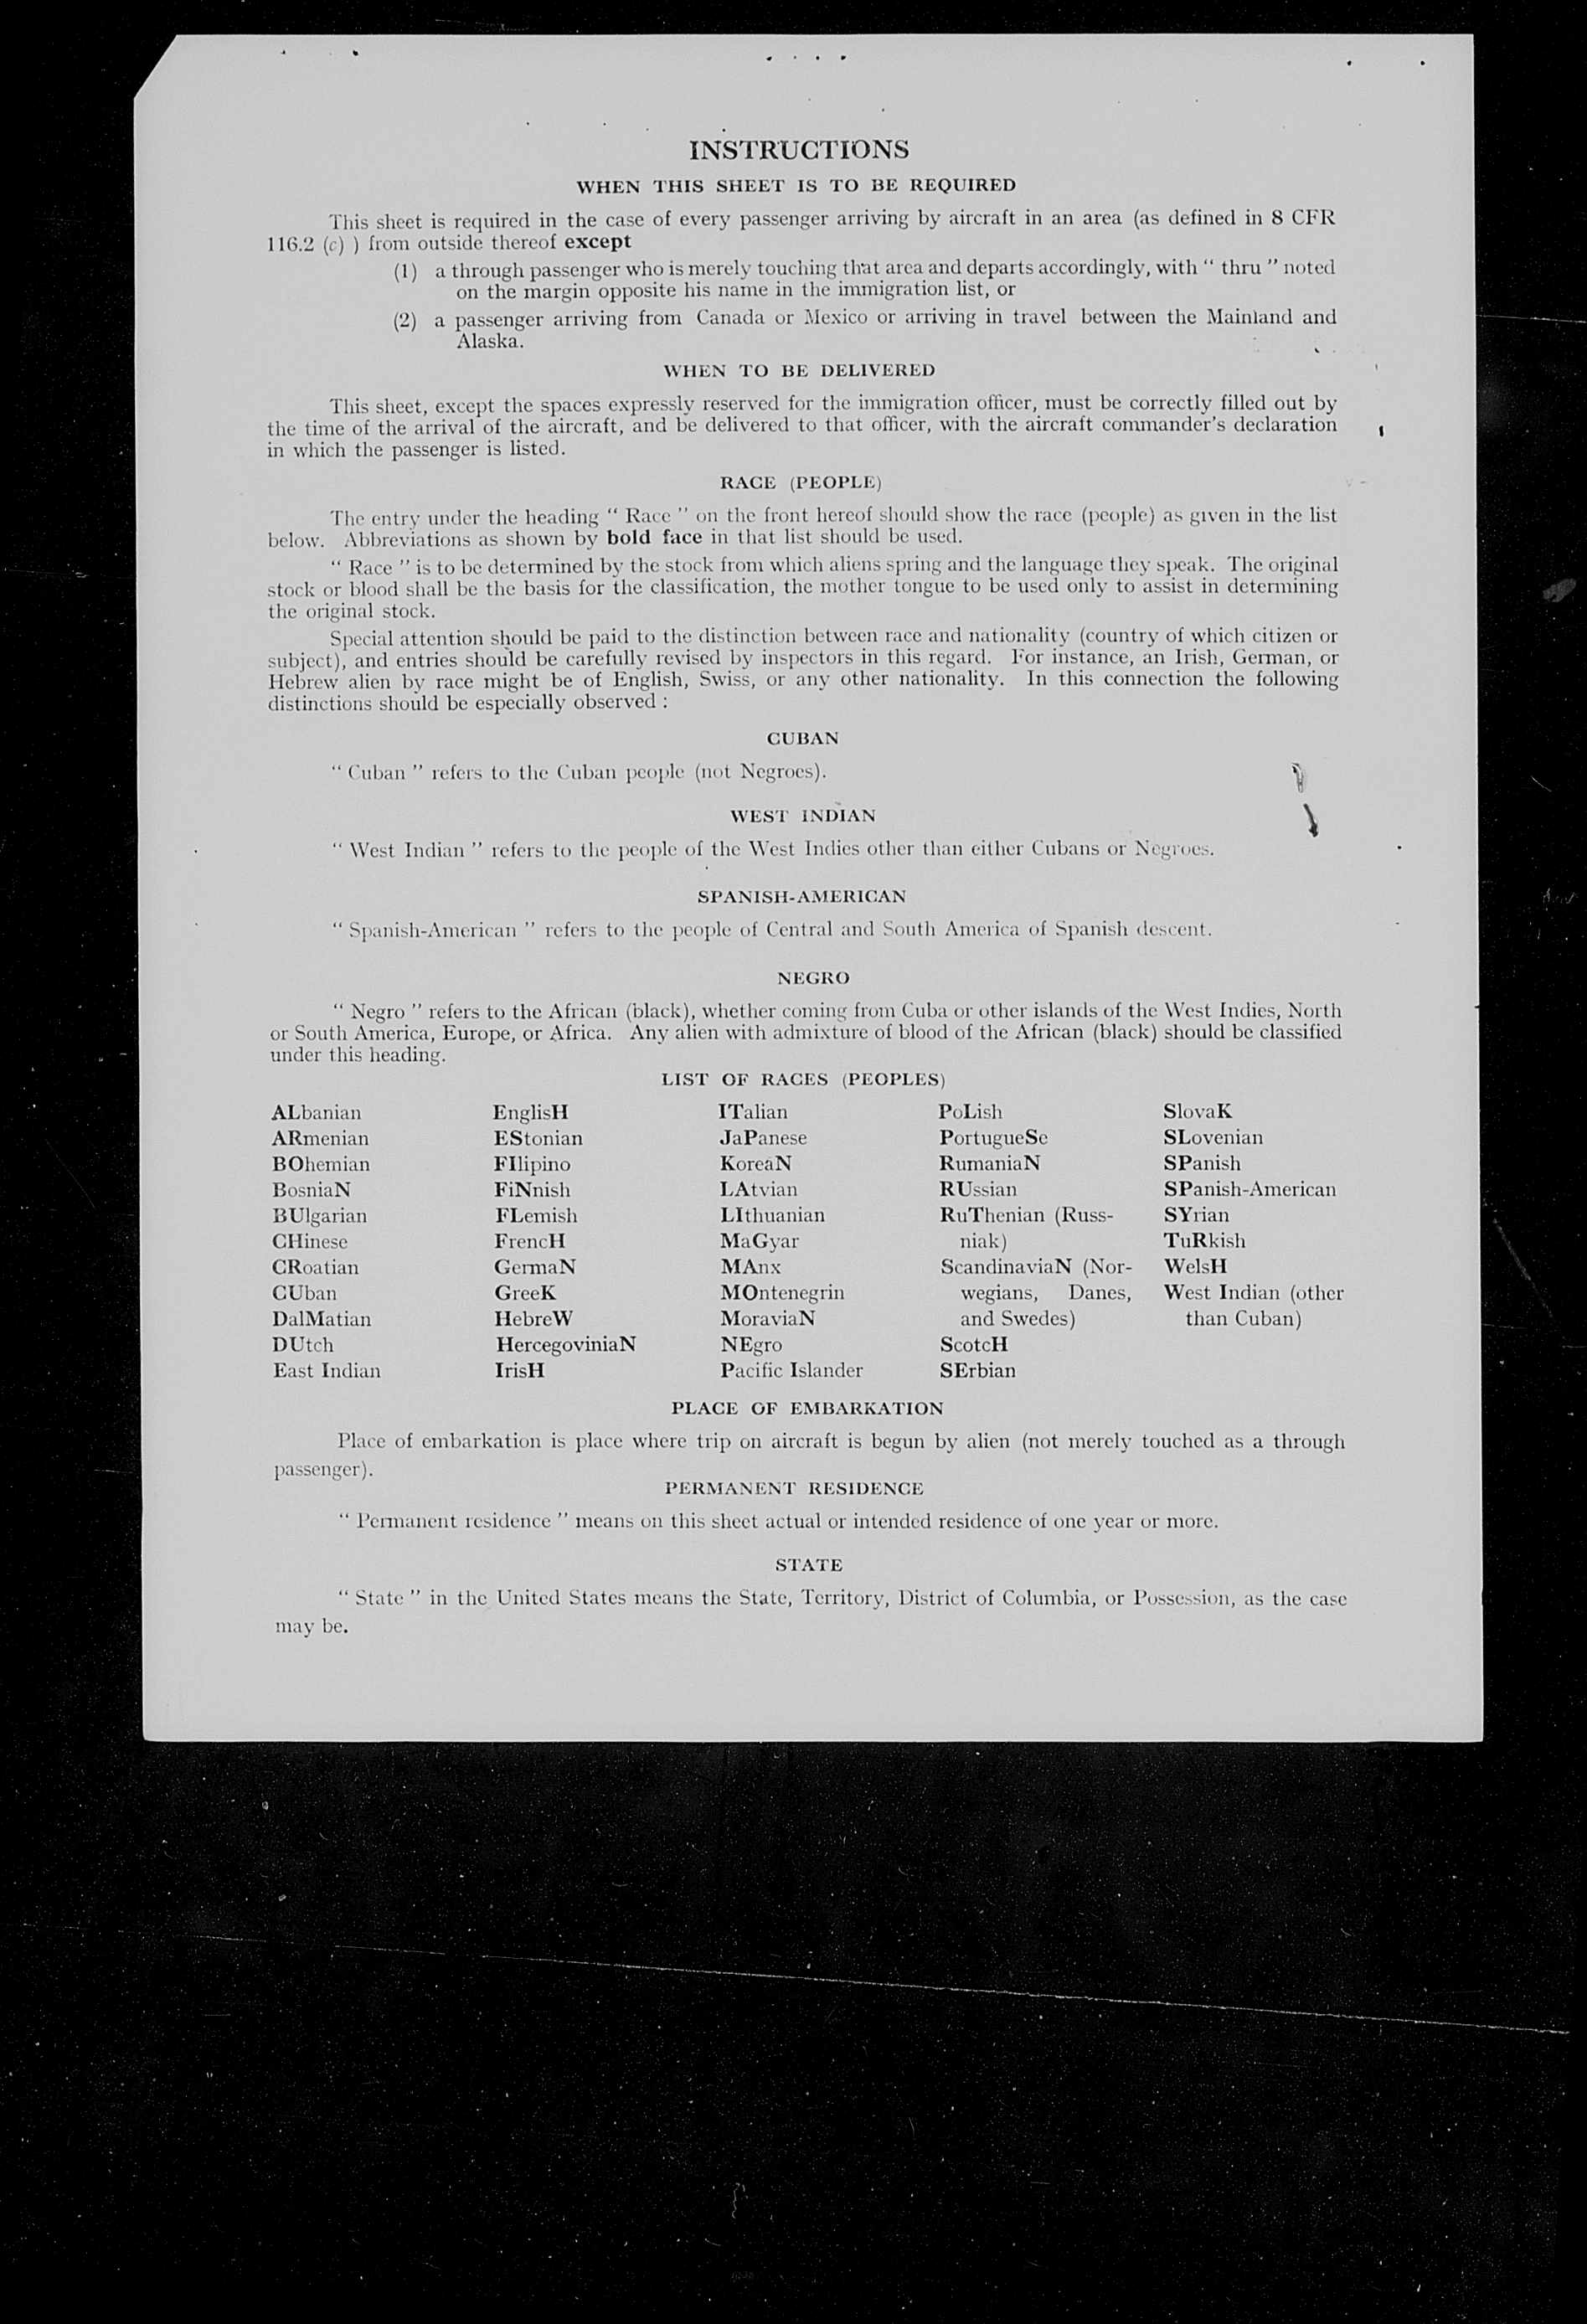 INSTRUCTIONS
WHEN THIS SHEET IS TO BE REQUIRED
This sheet is required in the case of every passenger arriving by aircraft in an area (as defined in 8 CFR
116.2 (c) ) from outside thereof except
(1) a through passenger who is merely touching that area and departs accordingly, with “ thru ” noted
on the margin opposite his name in the immigration list, or
(2) a passenger arriving from Canada or Mexico or arriving in travel between the Mainland and
Alaska.
WHEN TO BE DELIVERED
This sheet, except the spaces expressly reserved for the immigration officer, must be correctly filled out by
the time of the arrival of the aircraft, and be delivered to that officer, with the aircraft commander's declaration
in which the passenger is listed.
RACE (PEOPLE)
The entry under the heading “ Race ” on the front hereof should show the race (people) as given in the list
below. Abbreviations as shown by bold face in that list should be used.
“ Race ” is to be determined by the stock from which aliens spring and the language they speak. The original
stock or blood shall be the basis for the classification, the mother tongue to be used only to assist in determining
the original stock.
Special attention should be paid to the distinction between race and nationality (country of which citizen or
subject), and entries should be carefully revised by inspectors in this regard. For instance, an Irish, German, or
Hebrew alien by race might be of English, Swiss, or any other nationality. In this connection the following
distinctions should be especially observed :
CUBAN
“ Cuban ” refers to the Cuban people (not Negroes).
WEST INDIAN
“ West Indian ” refers to the people of the West Indies other than either Cubans or Negroes.
SPANISH-AMERICAN
“ Spanish-American ” refers to the people of Central and South America of Spanish descent.
NEGRO
“ Negro ” refers to the African (black), whether coming from Cuba or other islands of the West Indies, North
or South America, Europe, or Africa. Any alien with admixture of blood of the African (black) should be classified
under this heading.
LIST OF RACES (PEOPLES)
ALbanian
ARmenian
BOhemian
BosniaN
BUlgarian
CHinese
CRoatian
CUban
DalMatian
DUtch
East Indian
EnglisH
EStonian
FIlipino
FiNnish
FLemish
FrencH
GermaN
GreeK
HebreW
HercegoviniaN
IrisH
ITalian
JaPanese
KoreaN
LAtvian
LIthuanian
MaGyar
MAnx
MOntenegrin
MoraviaN
NEgro
Pacific Islander
PoLish
PortugueSe
RumaniaN
RUssian
RuThenian (Russ-
niak)
ScandinaviaN (Nor-
wegians, Danes,
and Swedes)
ScotcH
SErbian
SlovaK
SLovenian
SPanish
SPanish-American
SYrian
TuRkish
WelsH
West Indian (other
than Cuban)
PLACE OF EMBARKATION
Place of embarkation is place where trip on aircraft is begun by alien (not merely touched as a through
passenger).
PERMANENT RESIDENCE
“ Permanent residence ” means on this sheet actual or intended residence of one year or more.
STATE
“ State ” in the United States means the State, Territory, District of Columbia, or Possession, as the case
may be.